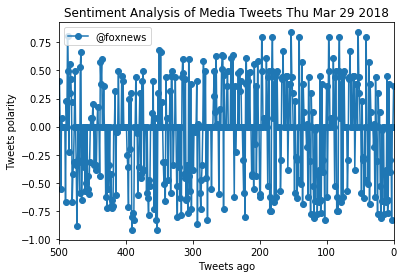 Sentiment Analysis of Media Tweets Thu Mar 29 2018
@foxnews
Tweets polarity
0.75
0.50
0.25
0.00
−0.25
−0.50
−0.75
−1.00
500 400 300 200 100 0
Tweets ago